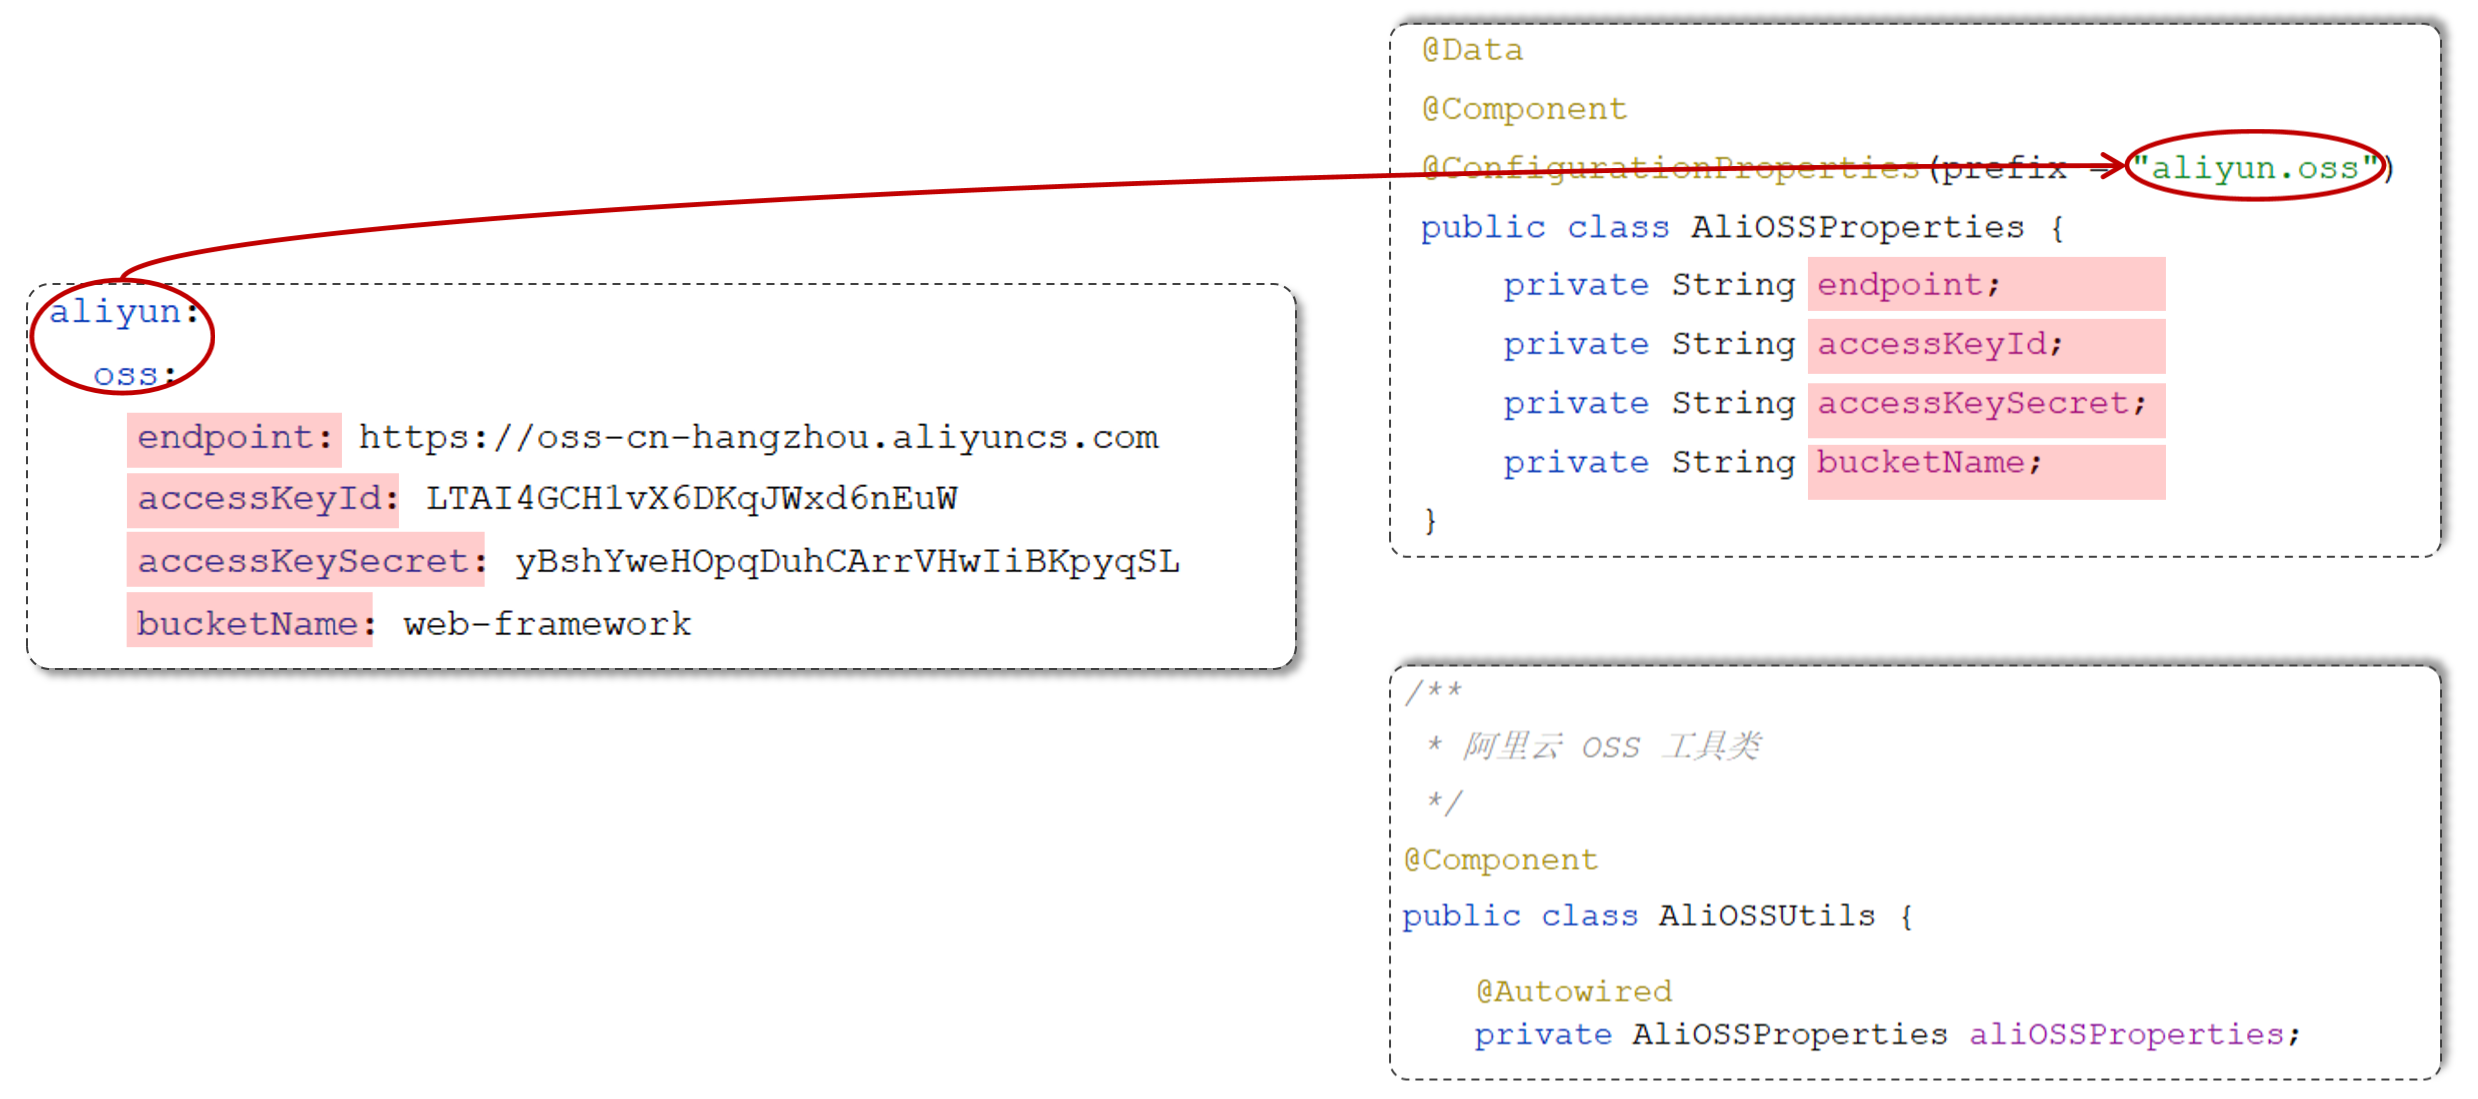 aliyun:
oss:
endpoint: https://oss-cn-hangzhou.aliyuncs.com
accessKeyId: LTAI4GCH1vX6DKqJWxd6nEuW
accessKeySecret: yBshYweHOpqDuhCArrVHwIiBKpyqSL
bucketName: web-framework
@Data
@Component
@ConfigurationProperties(prefix = "aliyun.oss")
public class AliOSSProperties {
private String endpoint;
private String accessKeyId;
private String accessKeySecret;
private String bucketName;
}
/**
* 阿里云 OSS 工具类
*/
@Component
public class AliOSSUtils {
@Autowired
private AliOSSProperties aliOSSProperties;